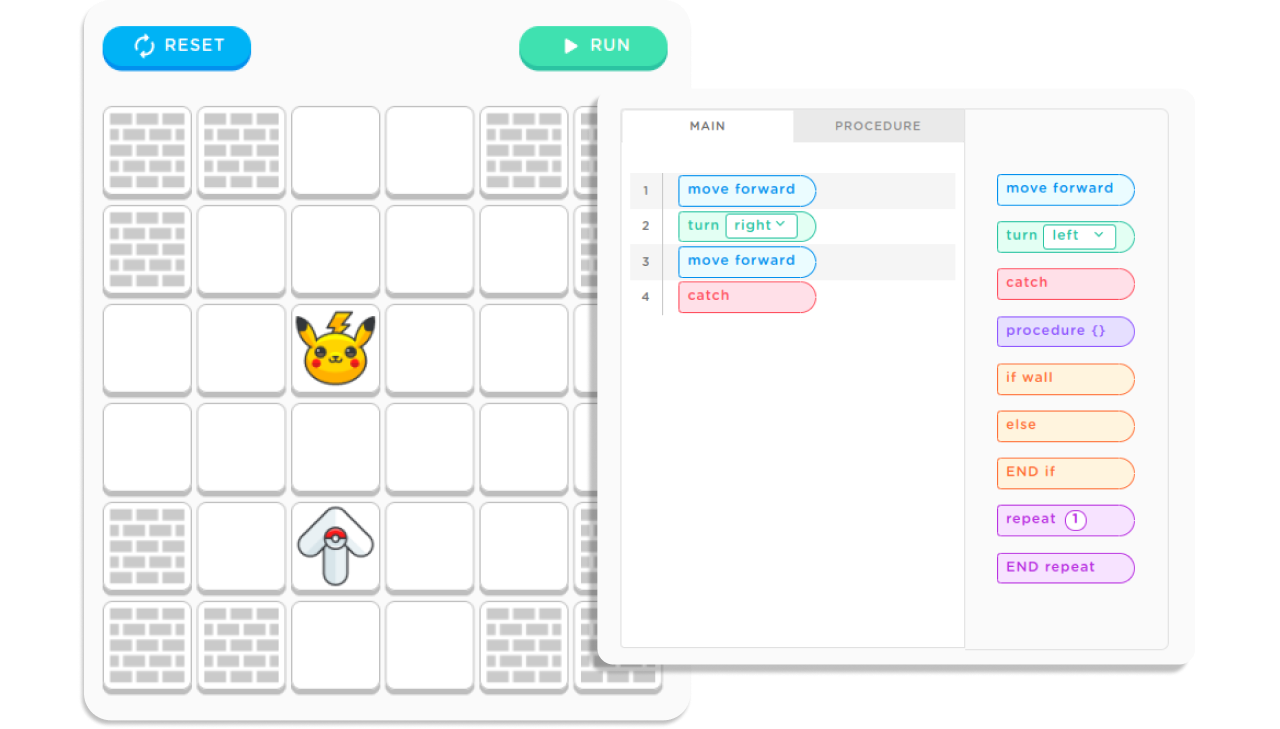 RESET
RUN
MAIN
PROCEDURE
1 move forward
2 turn right
3 move forward
4 catch
move forward
turn left
catch
procedure {}
if wall
else
END if
repeat 1
END repeat